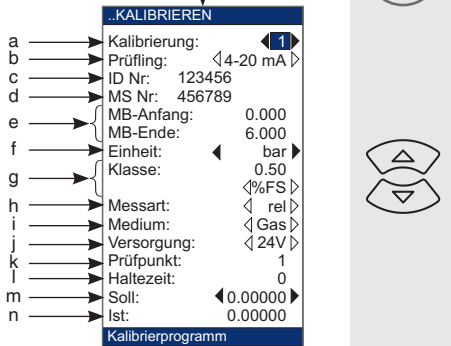 ..KALIBRIEREN
a Kalibrierung: 1
b Prüfling: 4-20 mA
c ID Nr: 123456
d MS Nr: 456789
e MB-Anfang: 0.000
MB-Ende: 6.000
f Einheit: bar
g Klasse: 0.50
%FS
h Messart: rel
i Medium: Gas
j Versorgung: 24V
k Prüfpunkt: 1
l Haltezeit: 0
m Soll: 0.00000
n Ist: 0.00000
Kalibrierprogramm